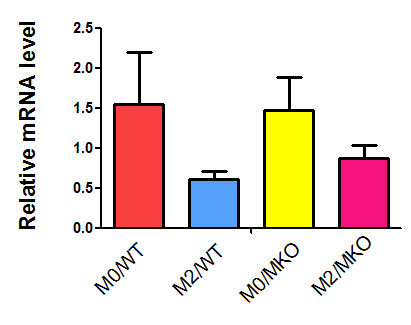 Relative mRNA level
2.5
2.0
1.5
1.0
0.5
0.0
M0/WT
M2/WT
M0/MKO
M2/MKO